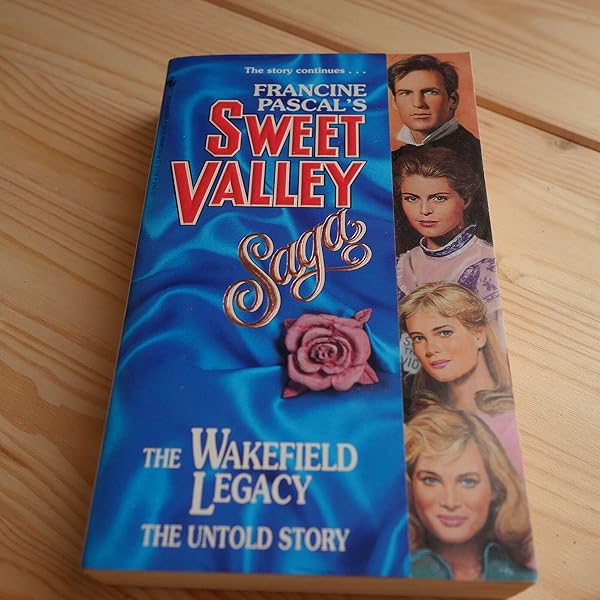 The story continues . . .
FRANCINE
PASCAL'S
SWEET
VALLEY
Saga
THE WAKEFIELD
LEGACY
THE UNTOLD STORY